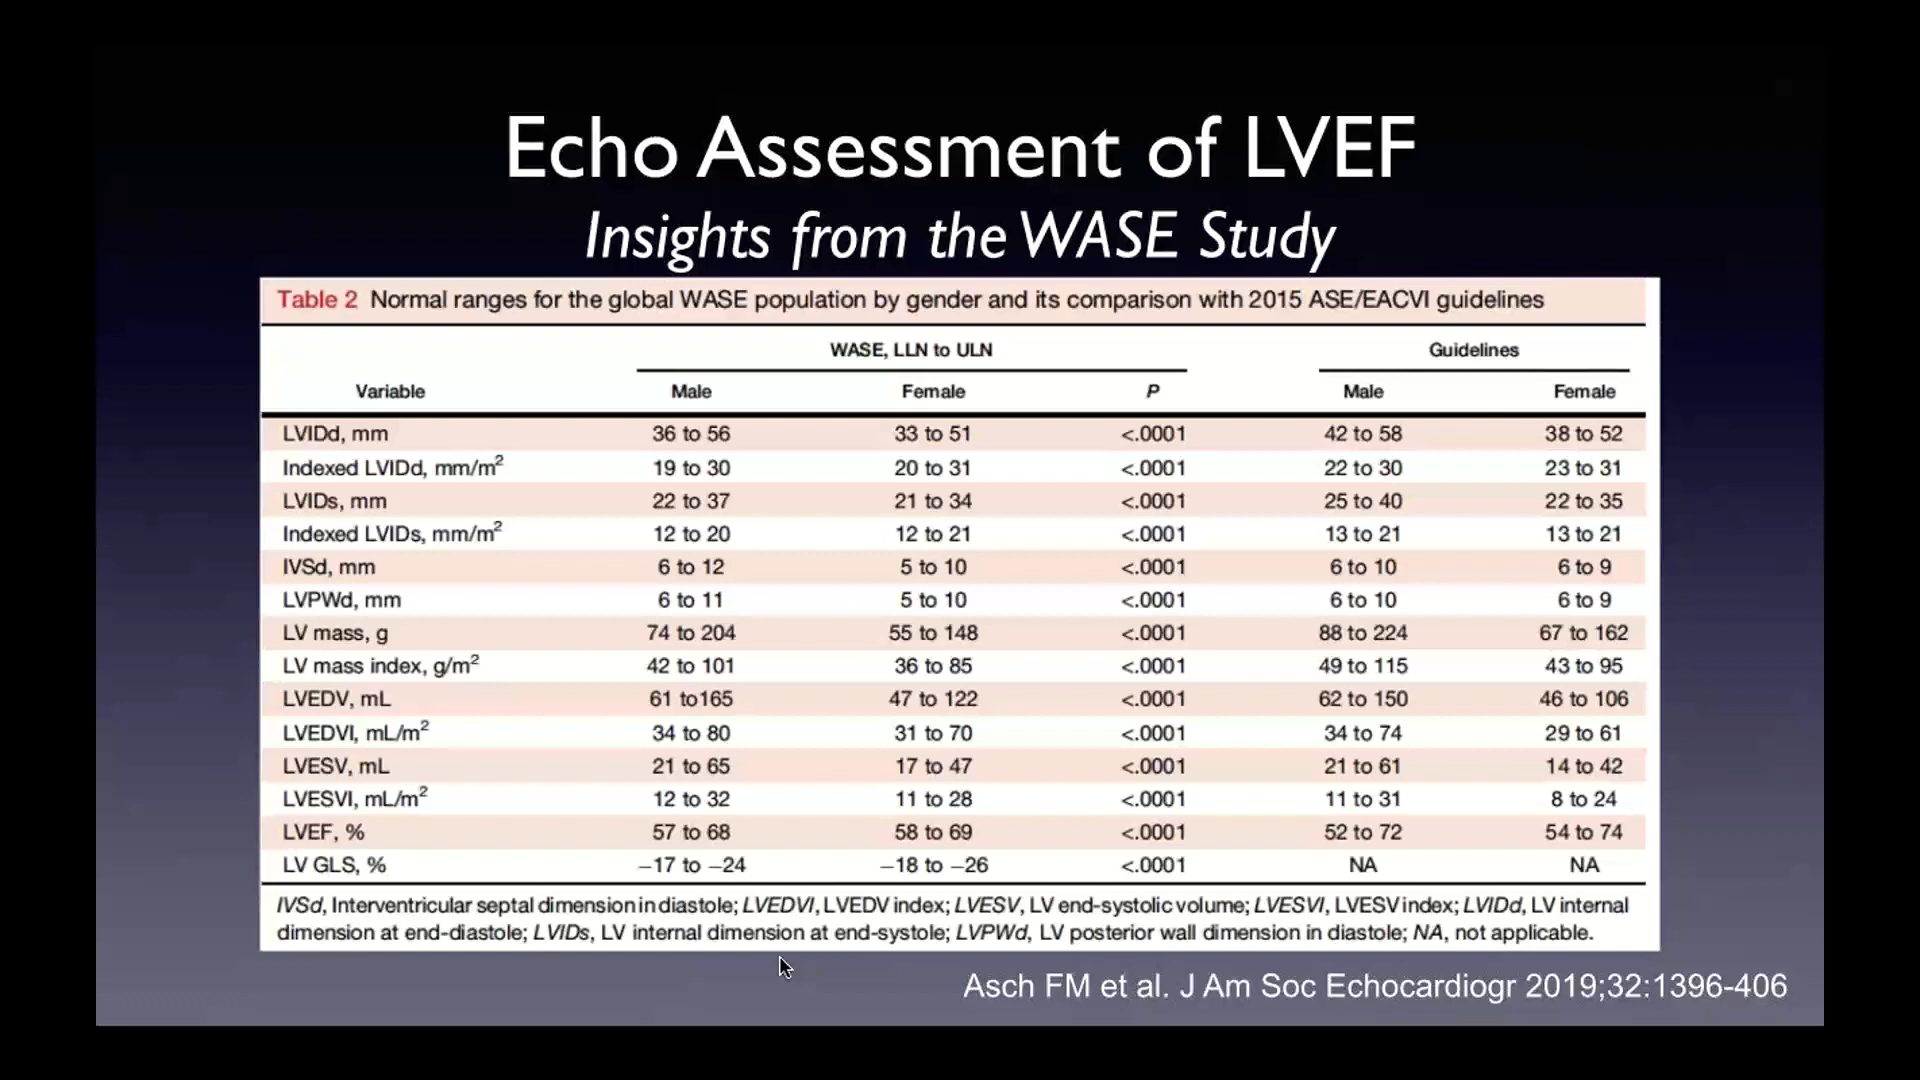 Echo Assessment of LVEF
Insights from the WASE Study
Table 2 Normal ranges for the global WASE population by gender and its comparison with 2015 ASE/EACVI guidelines
WASE, LLN to ULN Guidelines
Variable Male Female P Male Female
LVIDd, mm 36 to 56 33 to 51 <.0001 42 to 58 38 to 52
Indexed LVIDd, mm/m² 19 to 30 20 to 31 <.0001 22 to 30 23 to 31
LVIDs, mm 22 to 37 21 to 34 <.0001 25 to 40 22 to 35
Indexed LVIDs, mm/m² 12 to 20 12 to 21 <.0001 13 to 21 13 to 21
IVSd, mm 6 to 12 5 to 10 <.0001 6 to 10 6 to 9
LVPWd, mm 6 to 11 5 to 10 <.0001 6 to 10 6 to 9
LV mass, g 74 to 204 55 to 148 <.0001 88 to 224 67 to 162
LV mass index, g/m² 42 to 101 36 to 85 <.0001 49 to 115 43 to 95
LVEDV, mL 61 to165 47 to 122 <.0001 62 to 150 46 to 106
LVEDVI, mL/m² 34 to 80 31 to 70 <.0001 34 to 74 29 to 61
LVESV, mL 21 to 65 17 to 47 <.0001 21 to 61 14 to 42
LVESVI, mL/m² 12 to 32 11 to 28 <.0001 11 to 31 8 to 24
LVEF, % 57 to 68 58 to 69 <.0001 52 to 72 54 to 74
LV GLS, % −17 to −24 −18 to −26 <.0001 NA NA
IVSd, Interventricular septal dimension in diastole; LVEDVI, LVEDV index; LVESV, LV end-systolic volume; LVESVI, LVESV index; LVIDd, LV internal
dimension at end-diastole; LVIDs, LV internal dimension at end-systole; LVPWd, LV posterior wall dimension in diastole; NA, not applicable.
Asch FM et al. J Am Soc Echocardiogr 2019;32:1396-406